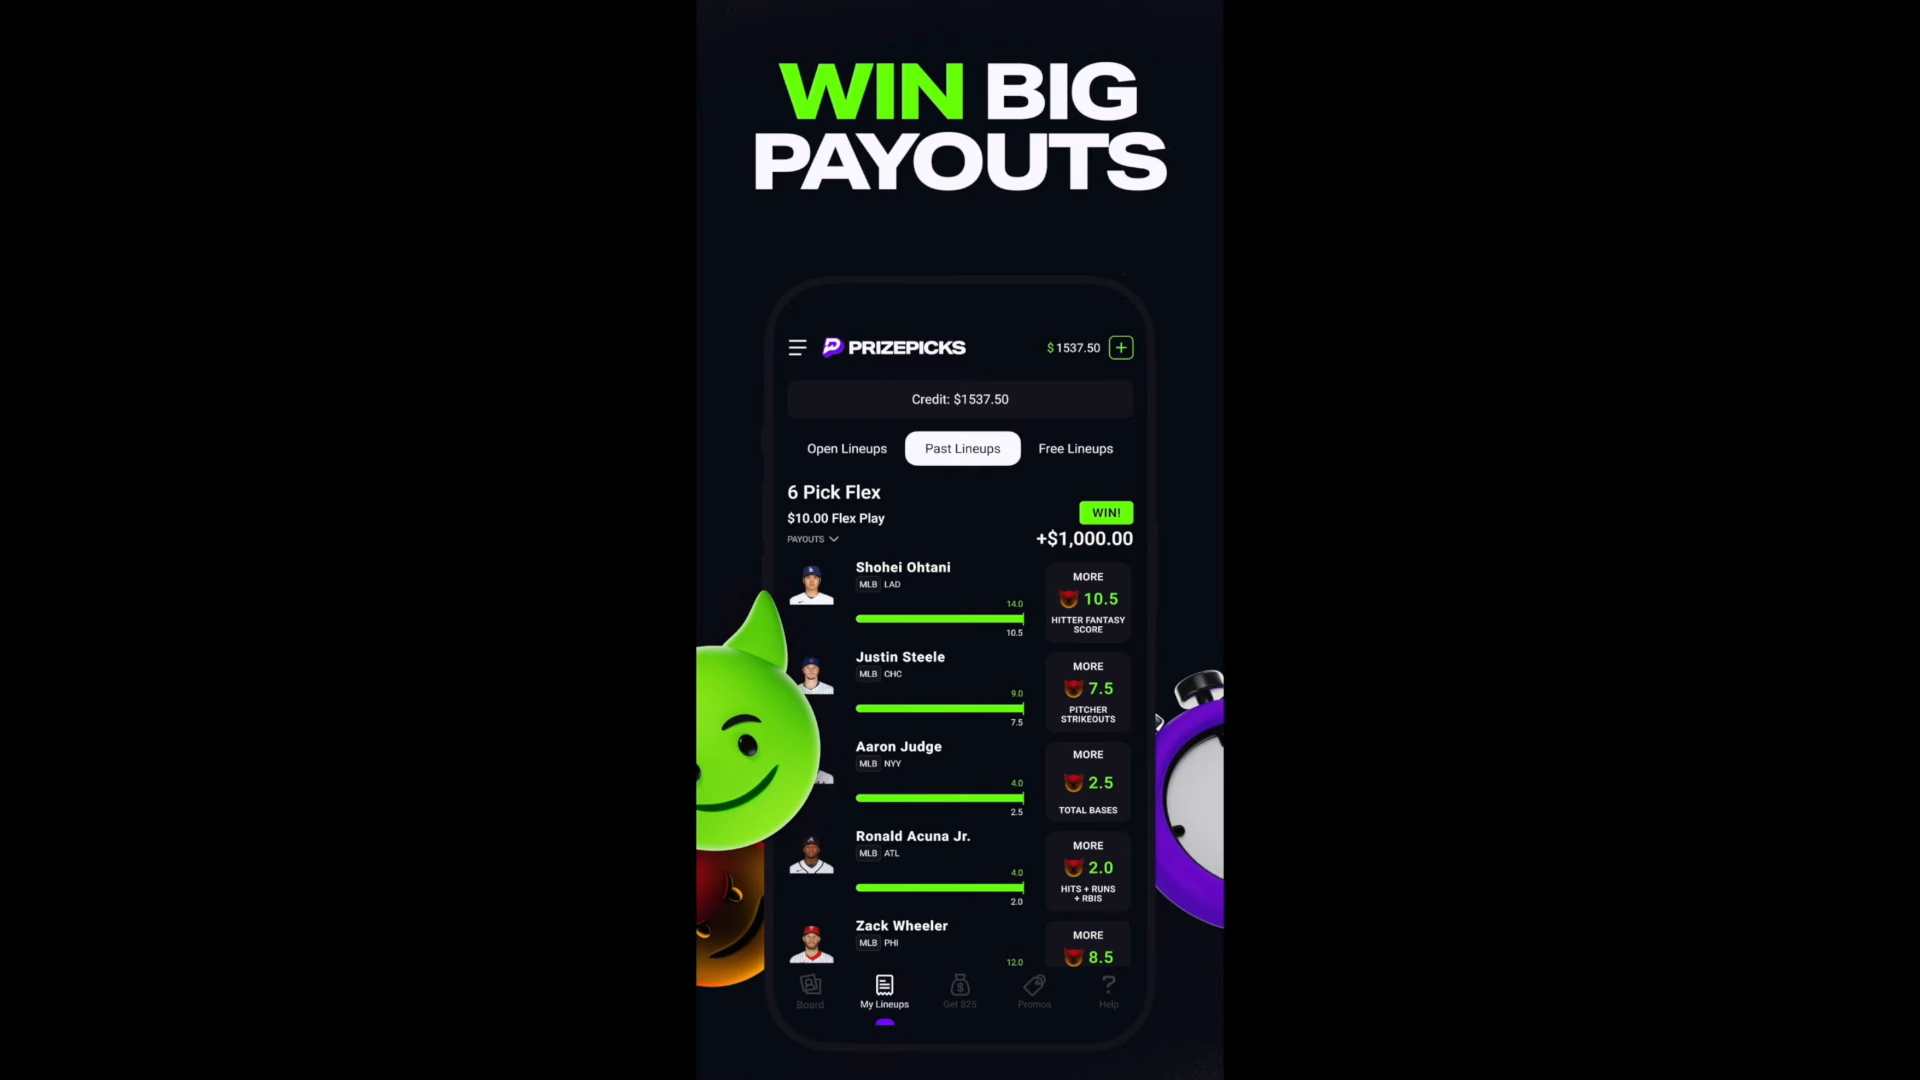 WIN BIG
PAYOUTS
PRIZEPICKS
$ 1537.50 +
Credit: $1537.50
Open Lineups
Past Lineups
Free Lineups
6 Pick Flex
$10.00 Flex Play
PAYOUTS
WIN!
+$1,000.00
Shohei Ohtani
MLB LAD
14.0
10.5
MORE
10.5
HITTER FANTASY
SCORE
Justin Steele
MLB CHC
9.0
7.5
MORE
7.5
PITCHER
STRIKEOUTS
Aaron Judge
MLB NYY
4.0
2.5
MORE
2.5
TOTAL BASES
Ronald Acuna Jr.
MLB ATL
4.0
2.0
MORE
2.0
HITS + RUNS
+ RBIS
Zack Wheeler
MLB PHI
12.0
MORE
8.5
Board
My Lineups
Get $25
Promos
Help